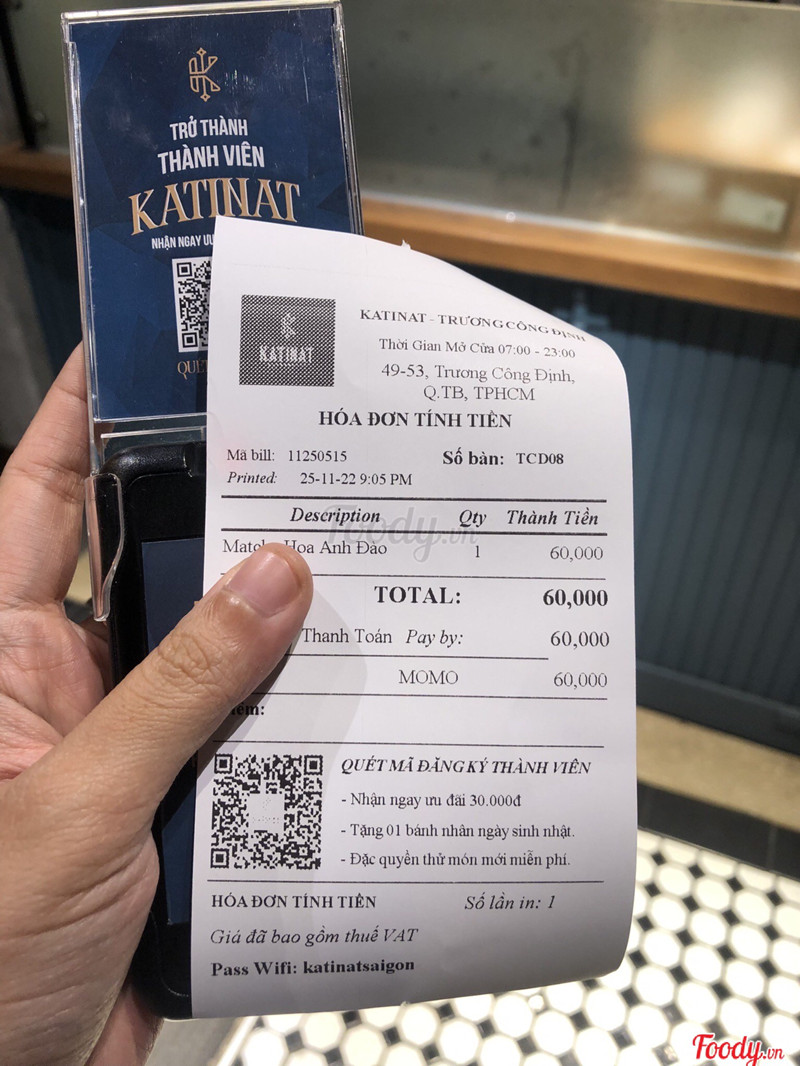 TRỞ THÀNH
THÀNH VIÊN
KATINAT
NHẬN NGAY
KATINAT
KATINAT - TRƯƠNG CÔNG ĐỊNH
Thời Gian Mở Cửa 07:00 - 23:00
49-53, Trương Công Định,
Q.TB, TPHCM
HÓA ĐƠN TÍNH TIỀN
Mã bill: 11250515 Số bàn: TCD08
Printed: 25-11-22 9:05 PM
Description Qty Thành Tiền
Foody.vn
Hoa Anh Đào 1 60,000
TOTAL: 60,000
Thanh Toán Pay by: 60,000
MOMO 60,000
QUÉT MÃ ĐĂNG KÝ THÀNH VIÊN
- Nhận ngay ưu đãi 30.000đ
- Tặng 01 bánh nhân ngày sinh nhật.
- Đặc quyền thử món mới miễn phí.
HÓA ĐƠN TÍNH TIỀN Số lần in: 1
Giá đã bao gồm thuế VAT
Pass Wifi: katinatsaigon
Foody.vn